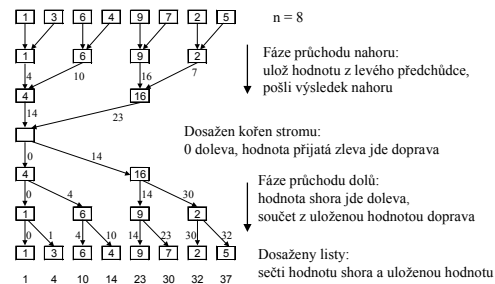 1 3 6 4 9 7 2 5 n = 8
Fáze průchodu nahoru:
1 6 9 2
ulož hodnotu z levého předchůdce,
4 10 16 7
pošli výsledek nahoru
4 16
14 23
Dosažen kořen stromu:
0 doleva, hodnota přijatá zleva jde doprava
0 14
4 16
Fáze průchodu dolů:
0 4 14 30
hodnota shora jde doleva,
1 6 9 2
součet z uloženou hodnotou doprava
0 1 4 10 14 23 30 32
1 3 6 4 9 7 2 5
Dosaženy listy:
sečti hodnotu shora a uloženou hodnotu
1 4 10 14 23 30 32 37